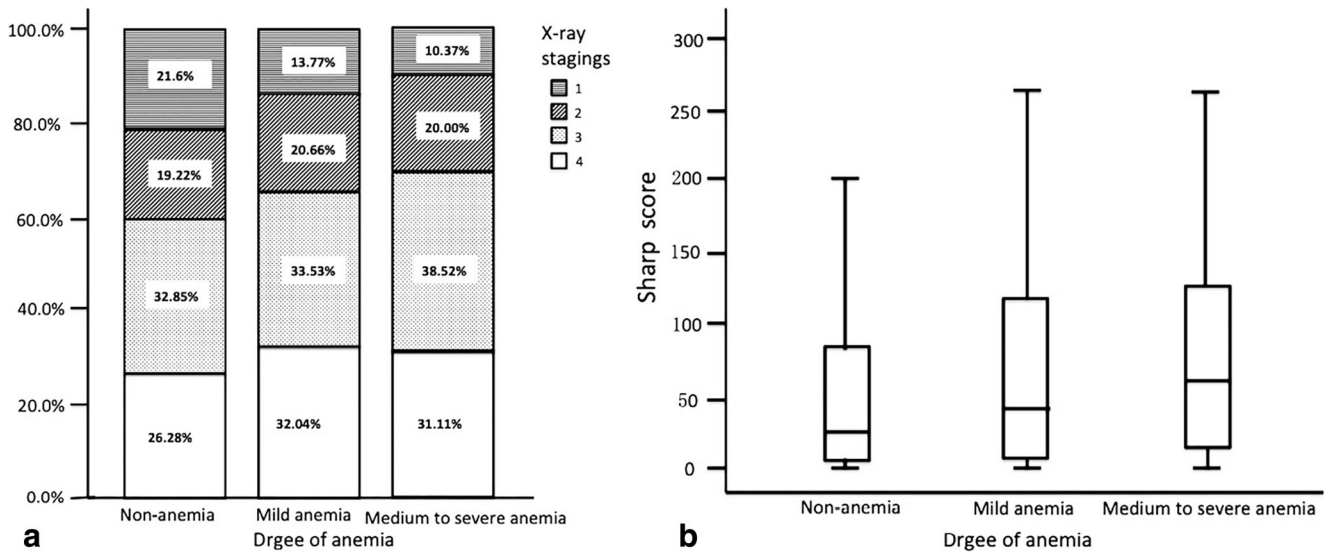 100.0%
80.0%
60.0%
40.0%
20.0%
0.0%
21.6%
19.22%
32.85%
26.28%
13.77%
20.66%
33.53%
32.04%
10.37%
20.00%
38.52%
31.11%
X-ray
stagings
1
2
3
4
Non-anemia
Mild anemia
Medium to severe anemia
Drgee of anemia
a
Sharp score
300
250
200
150
100
50
0
Non-anemia
Mild anemia
Medium to severe anemia
Drgee of anemia
b